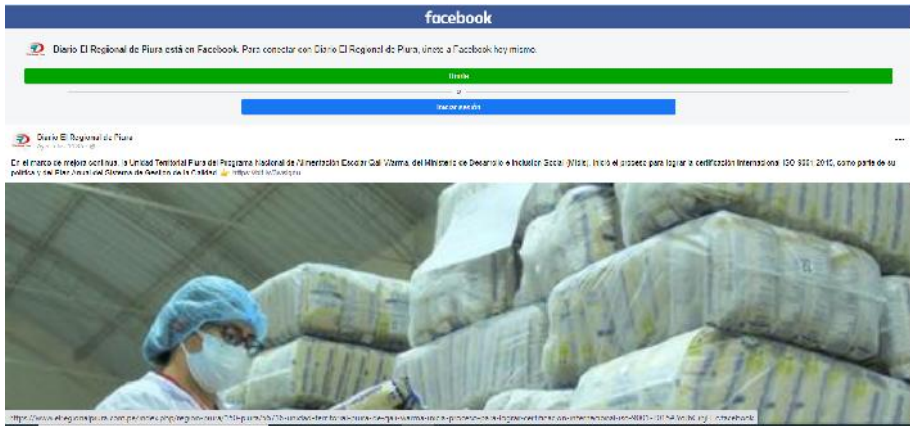 facebook
Diario El Regional de Piura está en Facebook. Para conectar con Diario El Regional de Piura, únete a Facebook hoy mismo.
Únete
o
Iniciar sesión
Diario El Regional de Piura
En el marco de mejora continua, la Unidad Territorial Piura del Programa Nacional de Alimentación Escolar Qali Warma, del Ministerio de Desarrollo e Inclusión Social (Midis), inició el proceso para lograr la certificación internacional ISO 9001 2015, como parte de su
política y del Plan Anual del Sistema de Gestión de la Calidad.